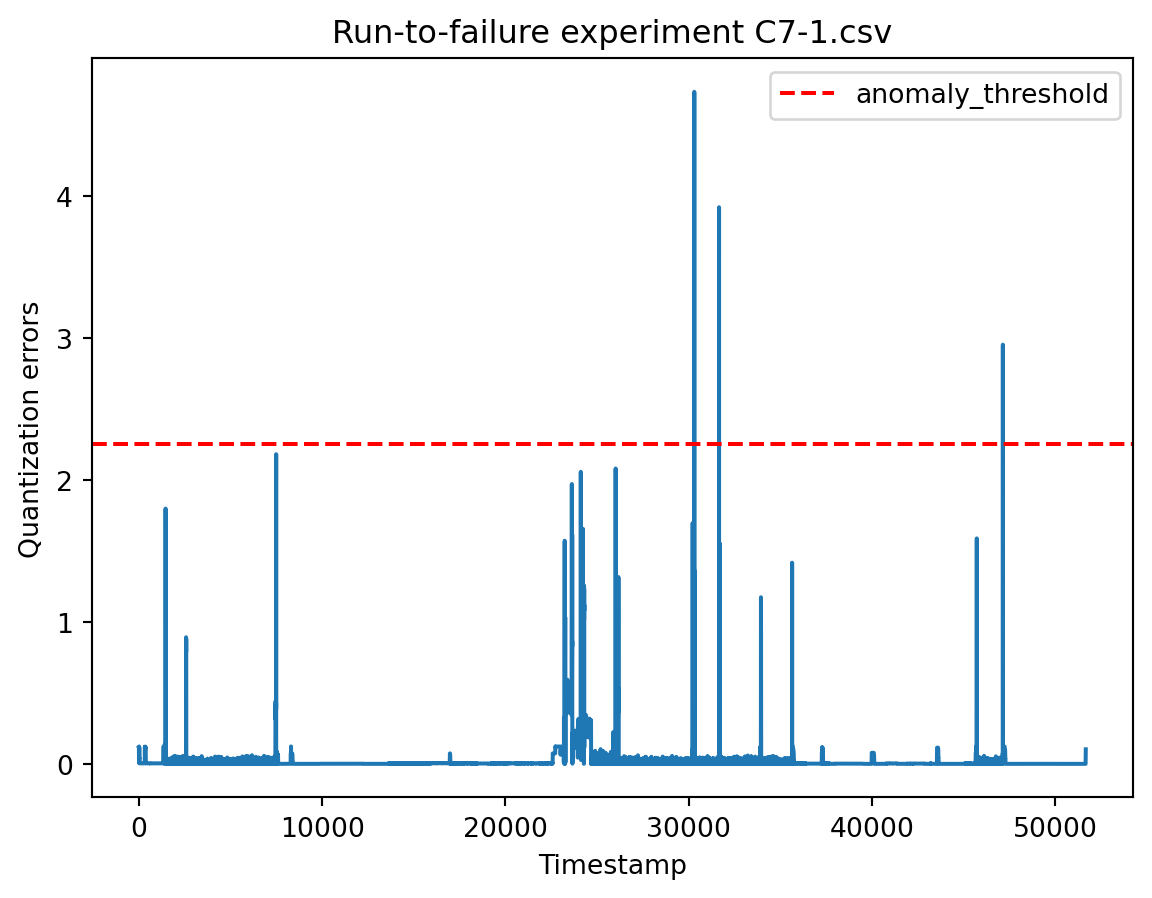 Run-to-failure experiment C7-1.csv
anomaly_threshold
Quantization errors
4
3
2
1
0
0 10000 20000 30000 40000 50000
Timestamp